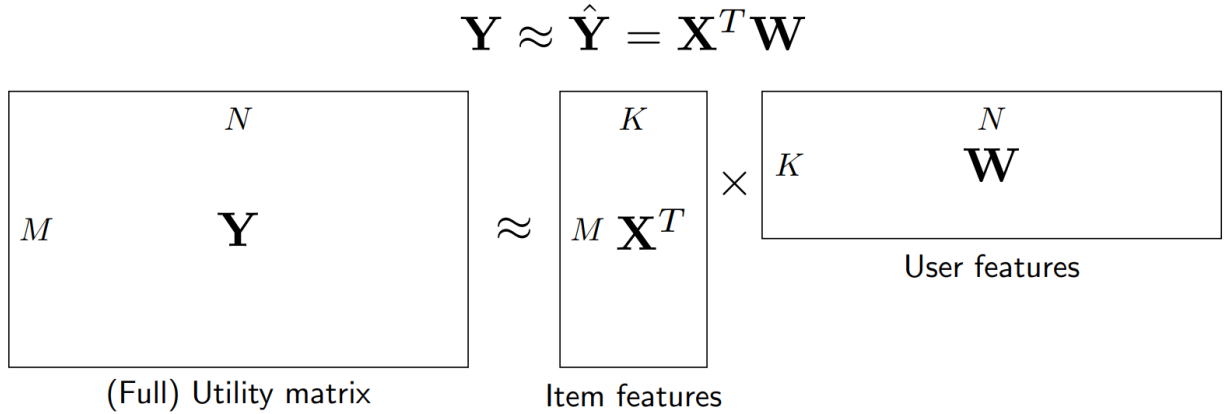 Y ≈ Ŷ = X^T W
N
M
Y
≈
K
M X^T
×
N
K
W
User features
(Full) Utility matrix
Item features